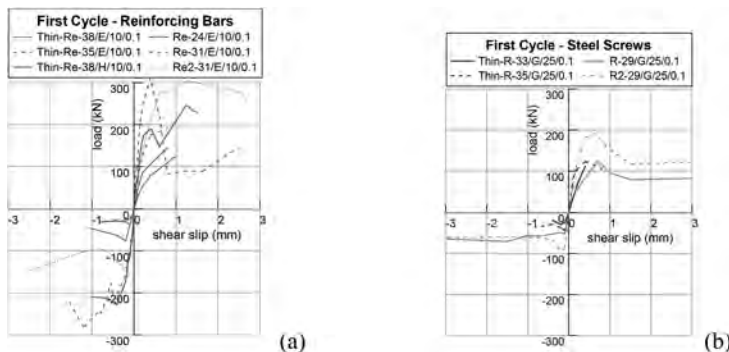 First Cycle - Reinforcing Bars
Thin-Re-38/E/10/0.1 Re-24/E/10/0.1
Thin-Re-35/E/10/0.1 Re-31/E/10/0.1
Thin-Re-38/H/10/0.1 Re2-31/E/10/0.1
300
200
100
0
-100
-200
-300
load (kN)
-3 -2 -1 0 1 2 3
shear slip (mm)
(a)
First Cycle - Steel Screws
Thin-R-33/G/25/0.1 R-29/G/25/0.1
Thin-R-35/G/25/0.1 R2-29/G/25/0.1
300
200
100
0
-100
-200
-300
load (kN)
-3 -2 -1 0 1 2 3
shear slip (mm)
(b)